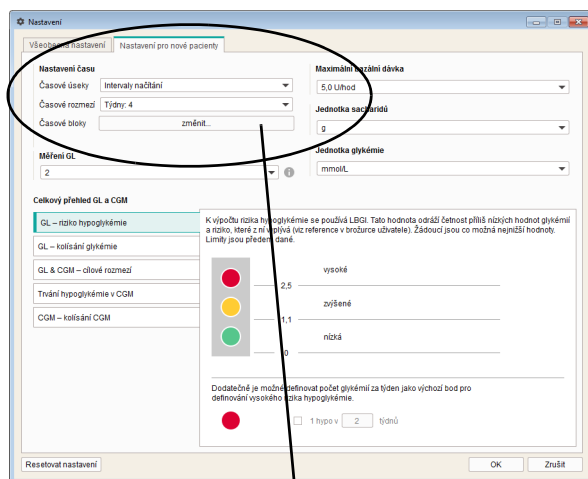 Nastavení
Všeobecná nastavení
Nastavení pro nové pacienty
Nastavení času
Časové úseky
Intervaly načítání
Časové rozmezí
Týdny: 4
Časové bloky
změnit...
Měření GL
2
Maximální bazální dávka
5,0 U/hod
Jednotka sacharidů
g
Jednotka glykémie
mmol/L
Celkový přehled GL a CGM
GL – riziko hypoglykémie
GL – kolísání glykémie
GL & CGM – cílové rozmezí
Trvání hypoglykémie v CGM
CGM – kolísání CGM
K výpočtu rizika hypoglykémie se používá LBGI. Tato hodnota odráží četnost příliš nízkých hodnot glykémií
a riziko, které z ní vyplývá (viz reference v brožurce uživatele). Žádoucí jsou co možná nejnižší hodnoty.
Limity jsou předem dané.
vysoké
2,5
zvýšené
1,1
nízká
0
Dodatečně je možné definovat počet glykémií za týden jako výchozí bod pro
definování vysokého rizika hypoglykémie.
1 hypo v 2 týdnů
Resetovat nastavení
OK
Zrušit